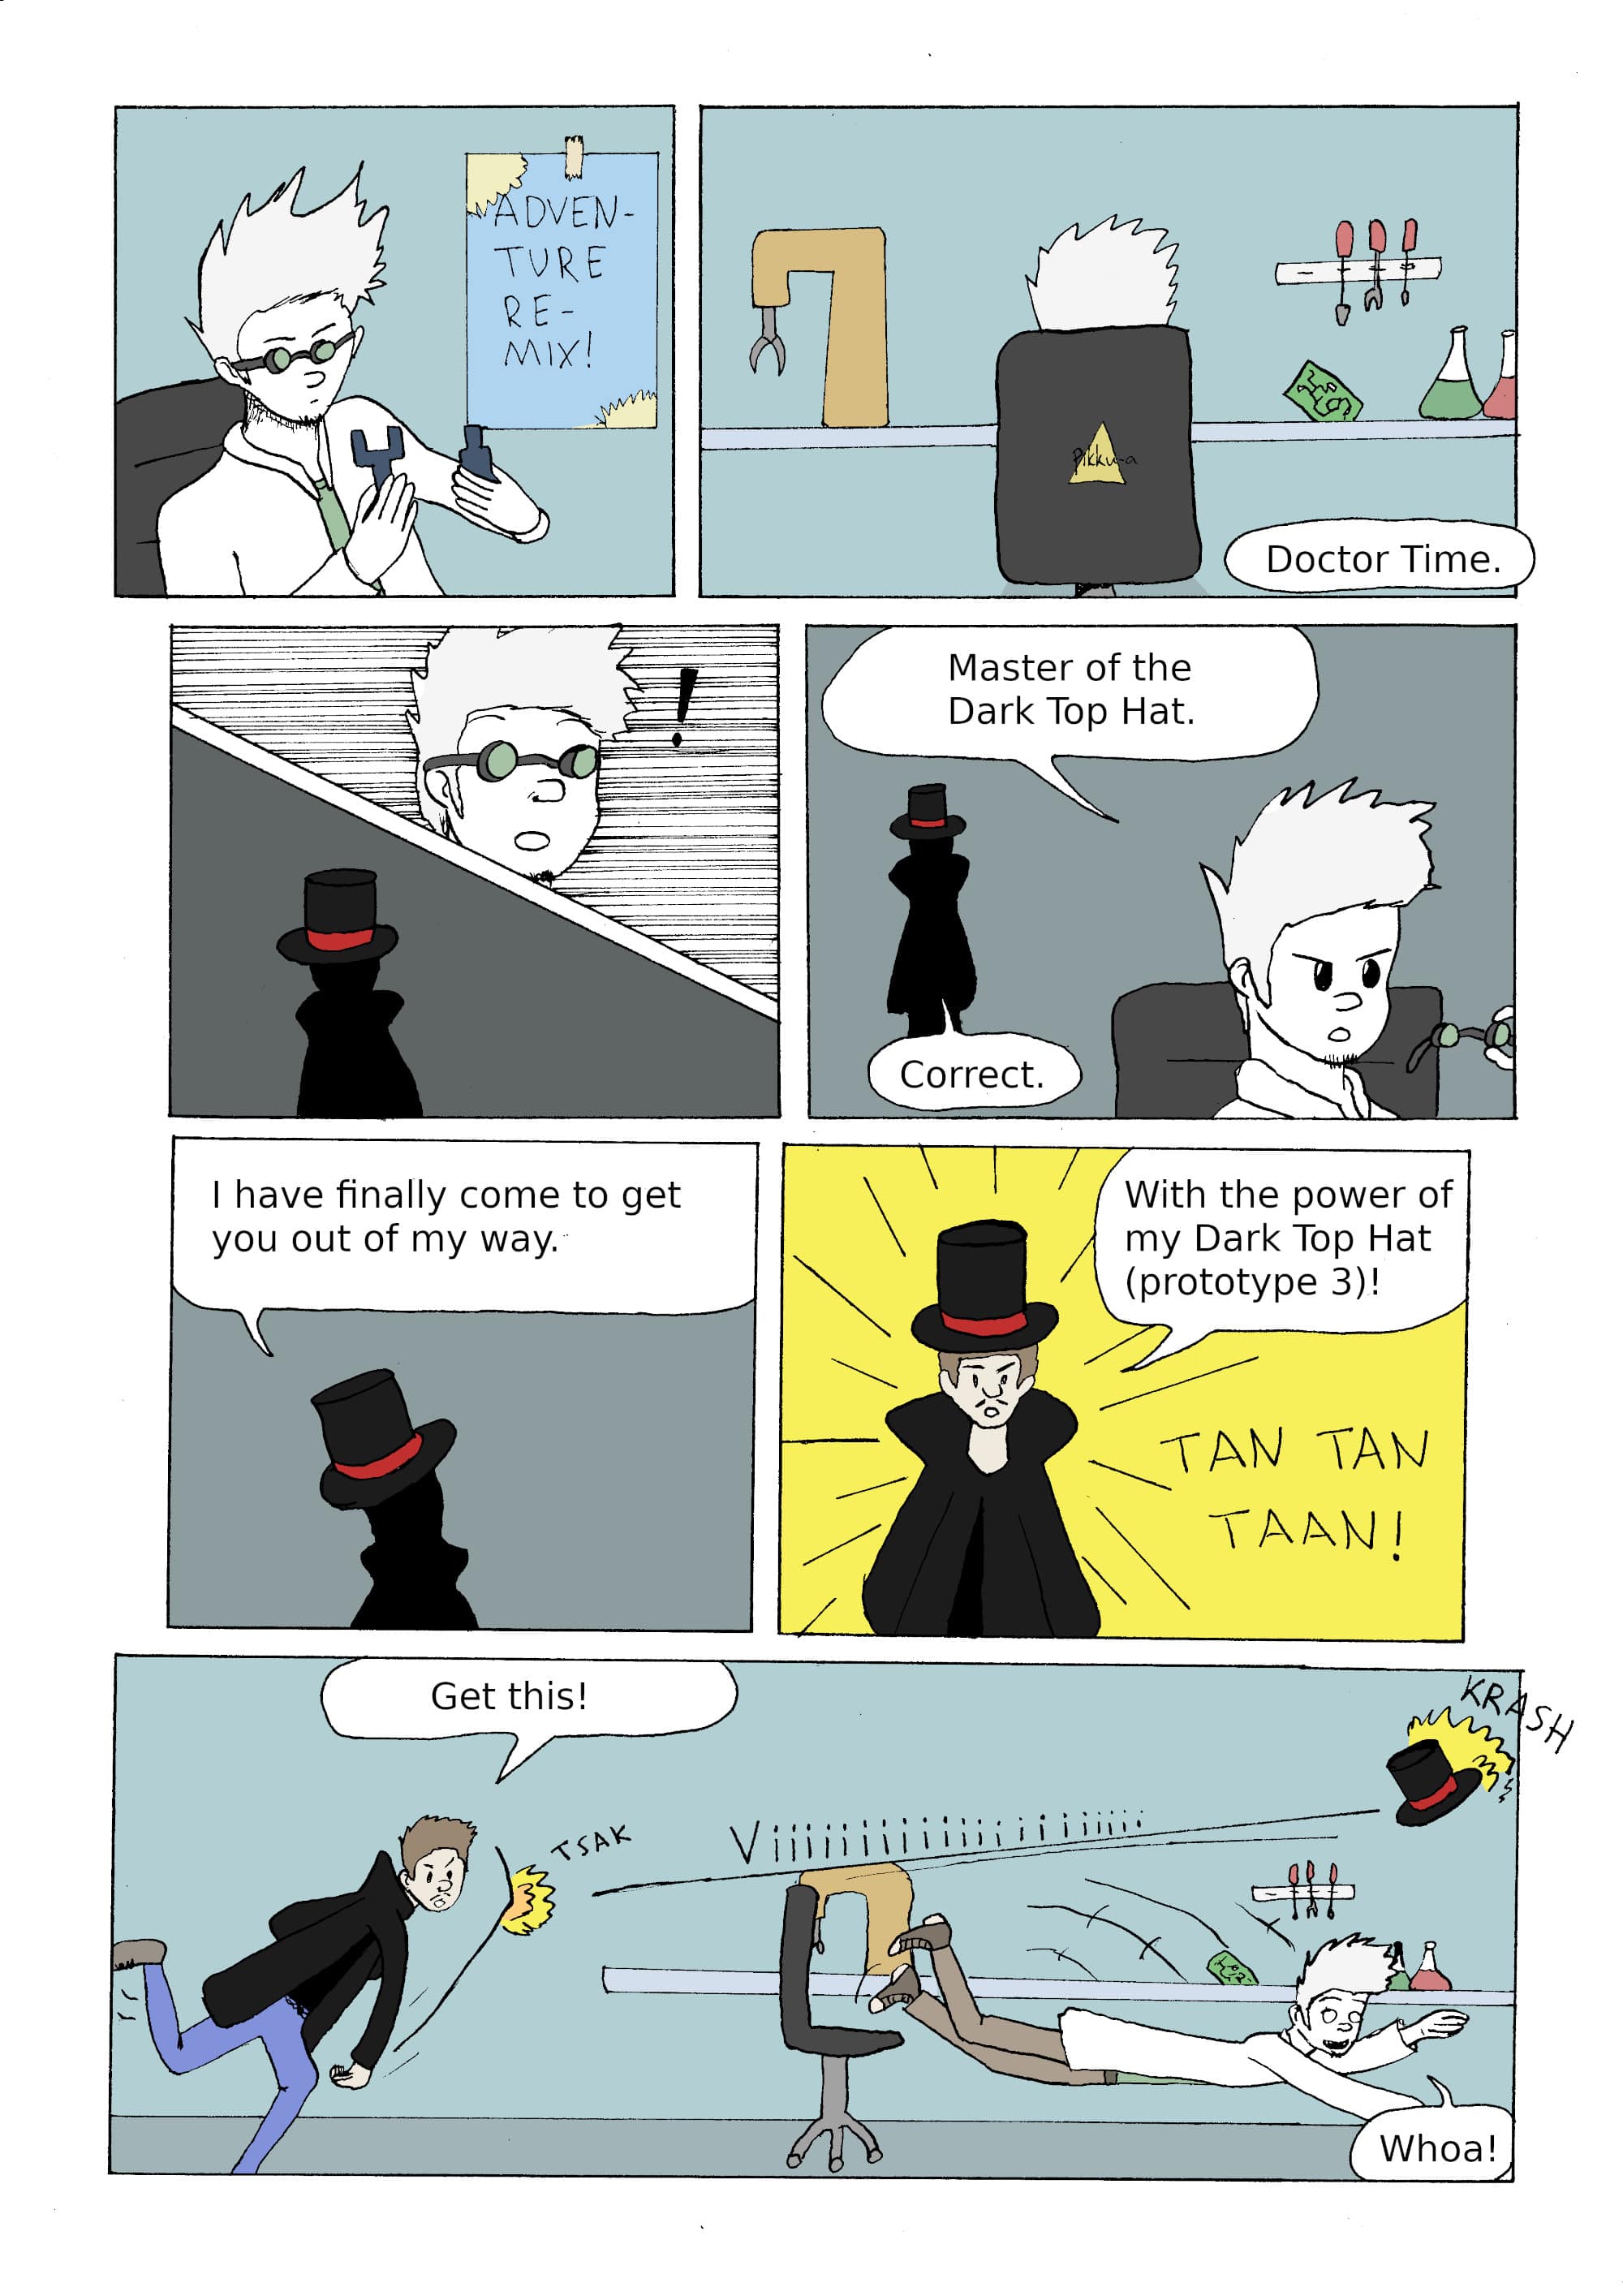 ADVEN-
TURE
RE-
MIX!
Pikku-a
Doctor Time.
!
Master of the
Dark Top Hat.
Correct.
I have finally come to get
you out of my way.
With the power of
my Dark Top Hat
(prototype 3)!
TAN TAN
TAAN!
Get this!
KRASH
TSAK
Viiiiiiiiiiiiiiiiiiiii
Whoa!